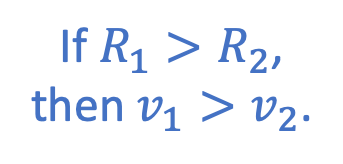 If R₁ > R₂,
then v₁ > v₂.